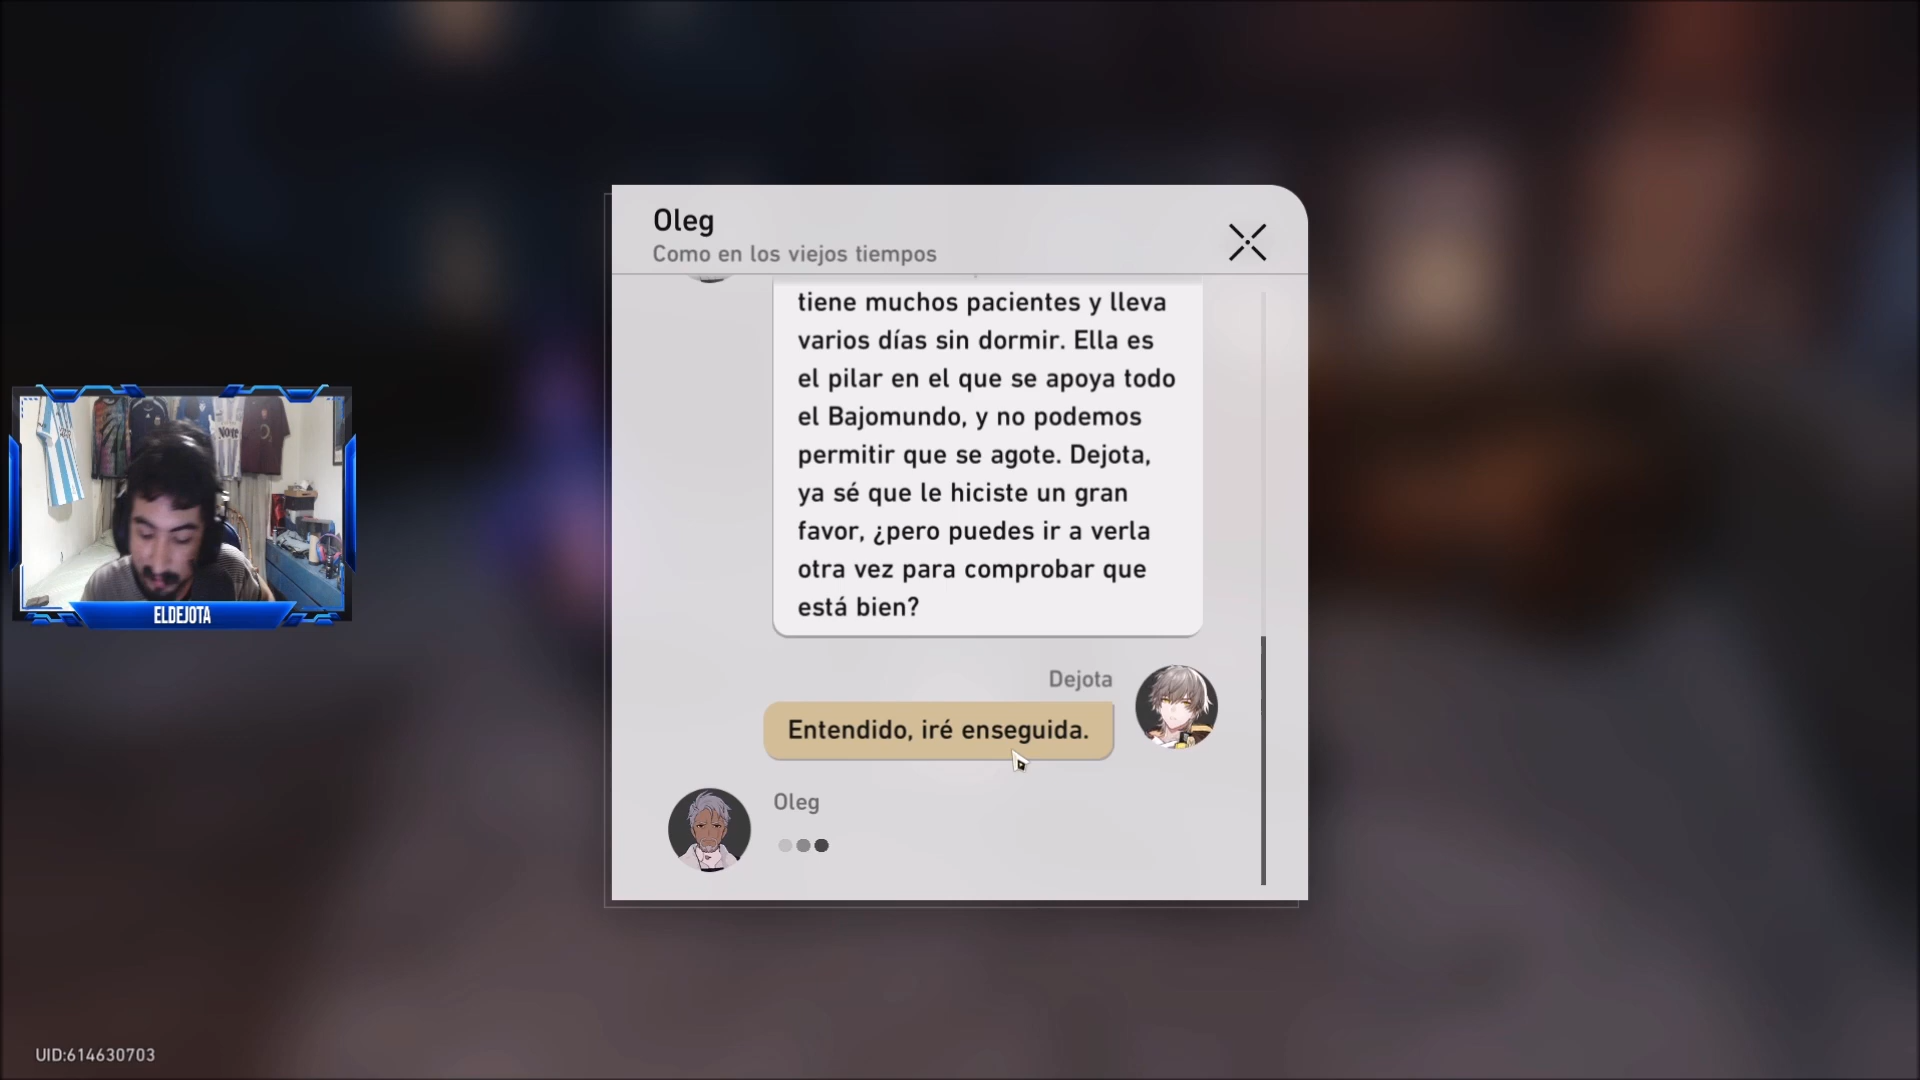 Oleg
Como en los viejos tiempos
tiene muchos pacientes y lleva
varios días sin dormir. Ella es
el pilar en el que se apoya todo
el Bajomundo, y no podemos
permitir que se agote. Dejota,
ya sé que le hiciste un gran
favor, ¿pero puedes ir a verla
otra vez para comprobar que
está bien?
Dejota
Entendido, iré enseguida.
Oleg
NOTE
ELDEJOTA
UID:614630703